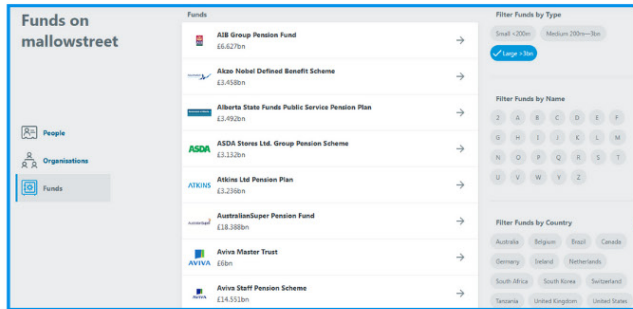 Funds on
mallowstreet
People
Organisations
Funds
Funds
AIB Group Pension Fund
£6.627bn
Akzo Nobel Defined Benefit Scheme
£3.458bn
Alberta State Funds Public Service Pension Plan
£3.492bn
ASDA
ASDA Stores Ltd. Group Pension Scheme
£3.132bn
ATKINS
Atkins Ltd Pension Plan
£3.236bn
AustralianSuper Pension Fund
£18.388bn
AVIVA
Aviva Master Trust
£6bn
AVIVA
Aviva Staff Pension Scheme
£14.551bn
Filter Funds by Type
Small <200m Medium 200m—3bn
Large >3bn
Filter Funds by Name
2 A B C D E F
G H I J K L M
N O P Q R S T
U V W Y Z
Filter Funds by Country
Australia Belgium Brazil Canada
Germany Ireland Netherlands
South Africa South Korea Switzerland
Tanzania United Kingdom United States